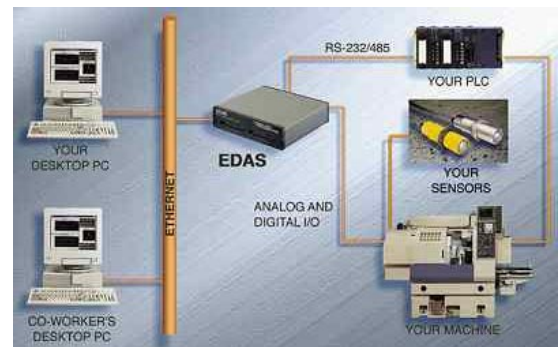 RS-232/485
YOUR PLC
YOUR
DESKTOP PC
EDAS
YOUR
SENSORS
ETHERNET
ANALOG AND
DIGITAL I/O
CO-WORKER'S
DESKTOP PC
YOUR MACHINE